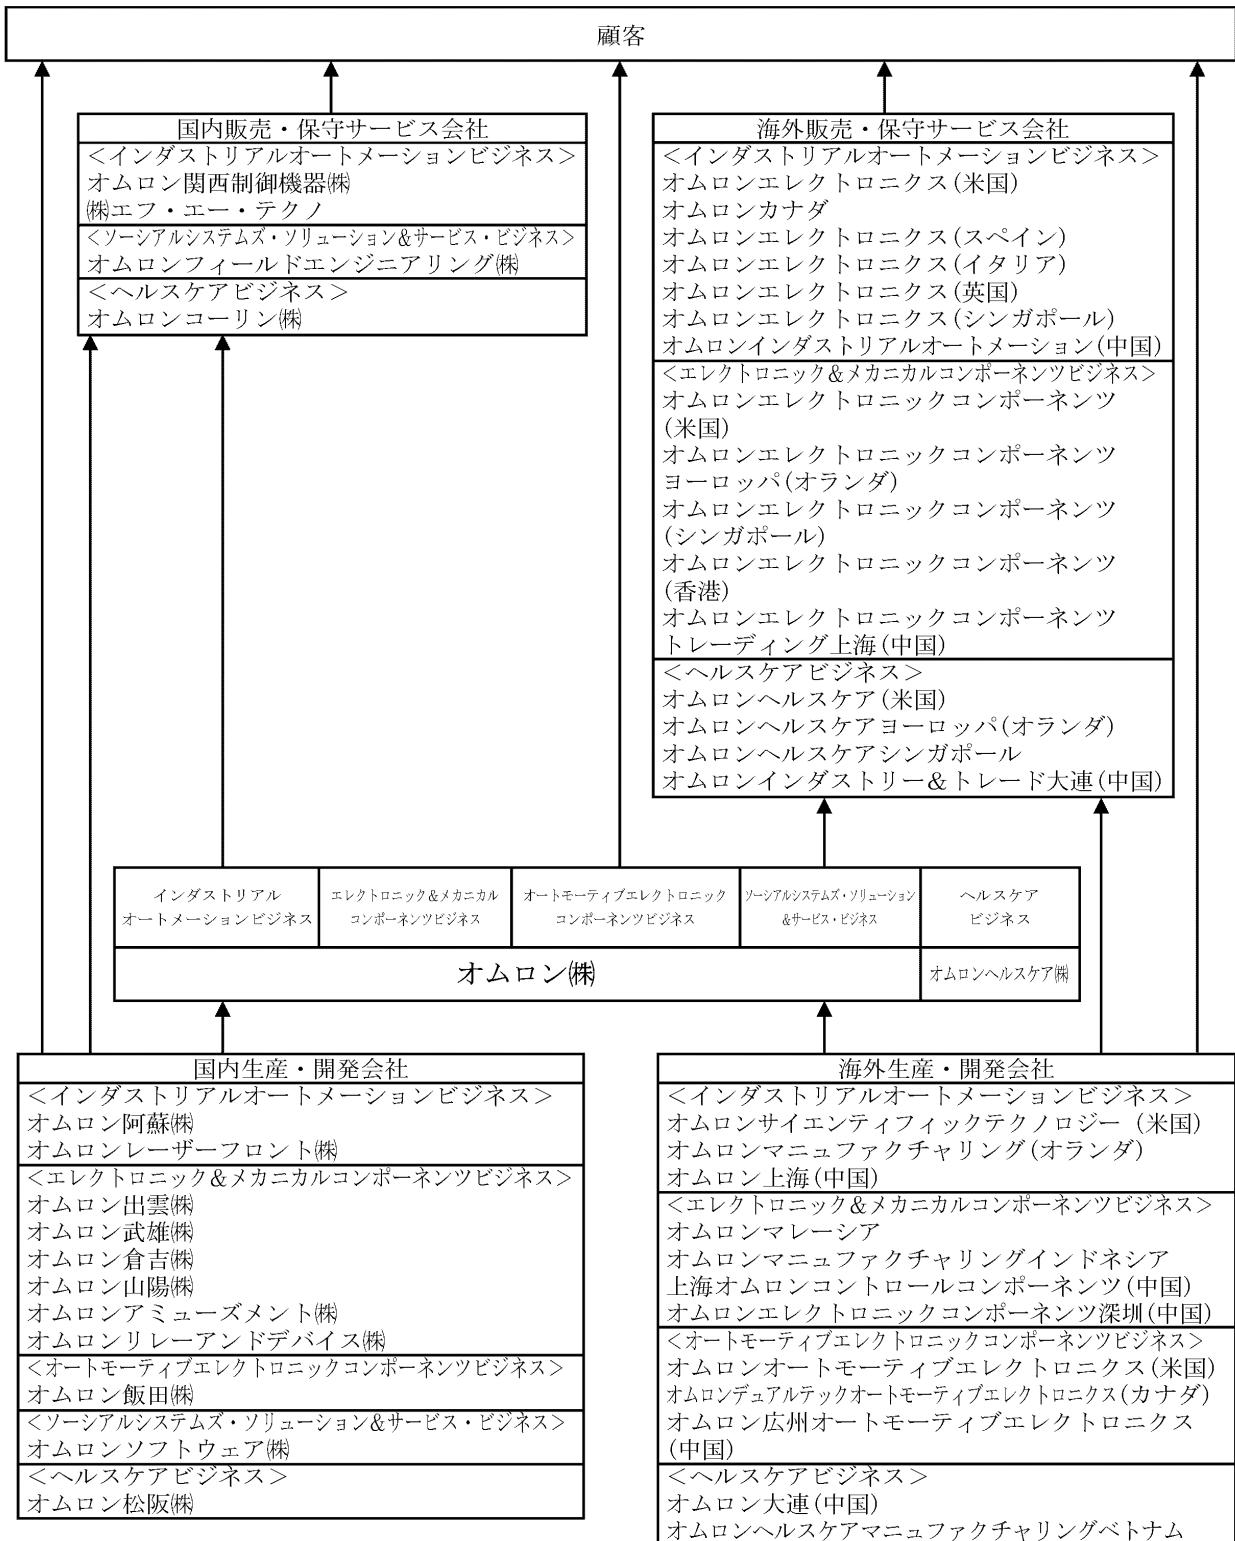 顧客
国内販売・保守サービス会社
<インダストリアルオートメーションビジネス>
オムロン関西制御機器㈱
㈱エフ・エー・テクノ
<ソーシアルシステムズ・ソリューション&サービス・ビジネス>
オムロンフィールドエンジニアリング㈱
<ヘルスケアビジネス>
オムロンコーリン㈱
海外販売・保守サービス会社
<インダストリアルオートメーションビジネス>
オムロンエレクトロニクス(米国)
オムロンカナダ
オムロンエレクトロニクス(スペイン)
オムロンエレクトロニクス(イタリア)
オムロンエレクトロニクス(英国)
オムロンエレクトロニクス(シンガポール)
オムロンインダストリアルオートメーション(中国)
<エレクトロニック&メカニカルコンポーネンツビジネス>
オムロンエレクトロニックコンポーネンツ
(米国)
オムロンエレクトロニックコンポーネンツ
ヨーロッパ(オランダ)
オムロンエレクトロニックコンポーネンツ
(シンガポール)
オムロンエレクトロニックコンポーネンツ
(香港)
オムロンエレクトロニックコンポーネンツ
トレーディング上海(中国)
<ヘルスケアビジネス>
オムロンヘルスケア(米国)
オムロンヘルスケアヨーロッパ(オランダ)
オムロンヘルスケアシンガポール
オムロンインダストリー&トレード大連(中国)
インダストリアル
オートメーションビジネス
エレクトロニック&メカニカル
コンポーネンツビジネス
オートモーティブエレクトロニック
コンポーネンツビジネス
ソーシアルシステムズ・ソリューション
&サービス・ビジネス
ヘルスケア
ビジネス
オムロン㈱
オムロンヘルスケア㈱
国内生産・開発会社
<インダストリアルオートメーションビジネス>
オムロン阿蘇㈱
オムロンレーザーフロント㈱
<エレクトロニック&メカニカルコンポーネンツビジネス>
オムロン出雲㈱
オムロン武雄㈱
オムロン倉吉㈱
オムロン山陽㈱
オムロンアミューズメント㈱
オムロンリレーアンドデバイス㈱
<オートモーティブエレクトロニックコンポーネンツビジネス>
オムロン飯田㈱
<ソーシアルシステムズ・ソリューション&サービス・ビジネス>
オムロンソフトウェア㈱
<ヘルスケアビジネス>
オムロン松阪㈱
海外生産・開発会社
<インダストリアルオートメーションビジネス>
オムロンサイエンティフィックテクノロジー (米国)
オムロンマニュファクチャリング(オランダ)
オムロン上海(中国)
<エレクトロニック&メカニカルコンポーネンツビジネス>
オムロンマレーシア
オムロンマニュファクチャリングインドネシア
上海オムロンコントロールコンポーネンツ(中国)
オムロンエレクトロニックコンポーネンツ深圳(中国)
<オートモーティブエレクトロニックコンポーネンツビジネス>
オムロンオートモーティブエレクトロニクス(米国)
オムロンデュアルテックオートモーティブエレクトロニクス(カナダ)
オムロン広州オートモーティブエレクトロニクス
(中国)
<ヘルスケアビジネス>
オムロン大連(中国)
オムロンヘルスケアマニュファクチャリングベトナム